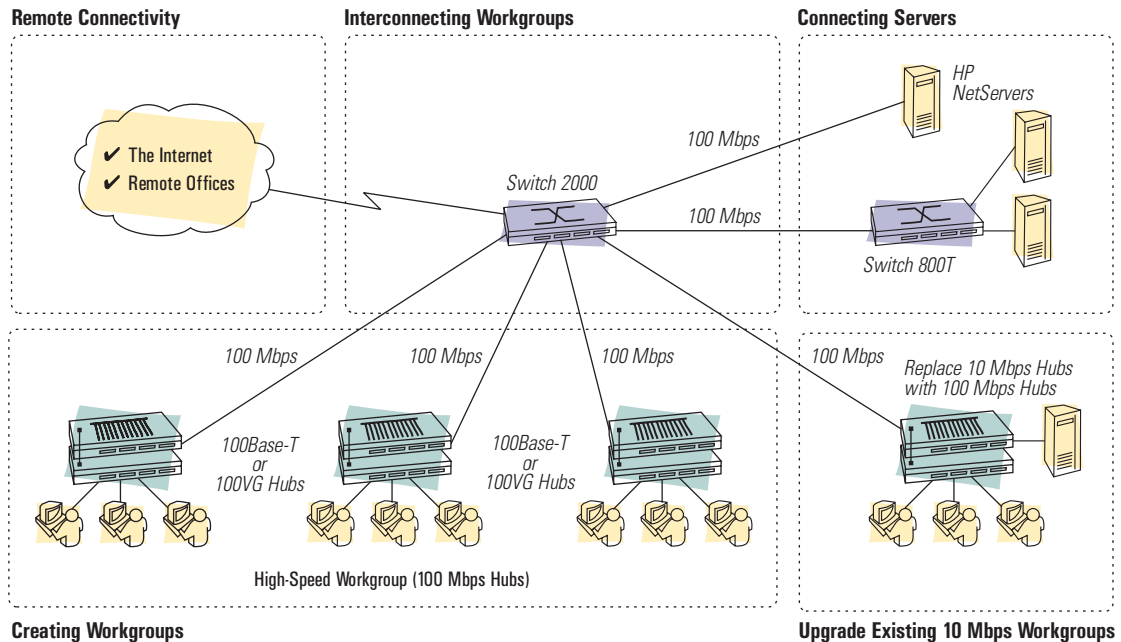 Remote Connectivity
Interconnecting Workgroups
Connecting Servers
✔ The Internet
✔ Remote Offices
HP
NetServers
100 Mbps
Switch 2000
100 Mbps
Switch 800T
100 Mbps
100 Mbps
100 Mbps
100 Mbps
Replace 10 Mbps Hubs
with 100 Mbps Hubs
100Base-T
or
100VG Hubs
100Base-T
or
100VG Hubs
High-Speed Workgroup (100 Mbps Hubs)
Creating Workgroups
Upgrade Existing 10 Mbps Workgroups